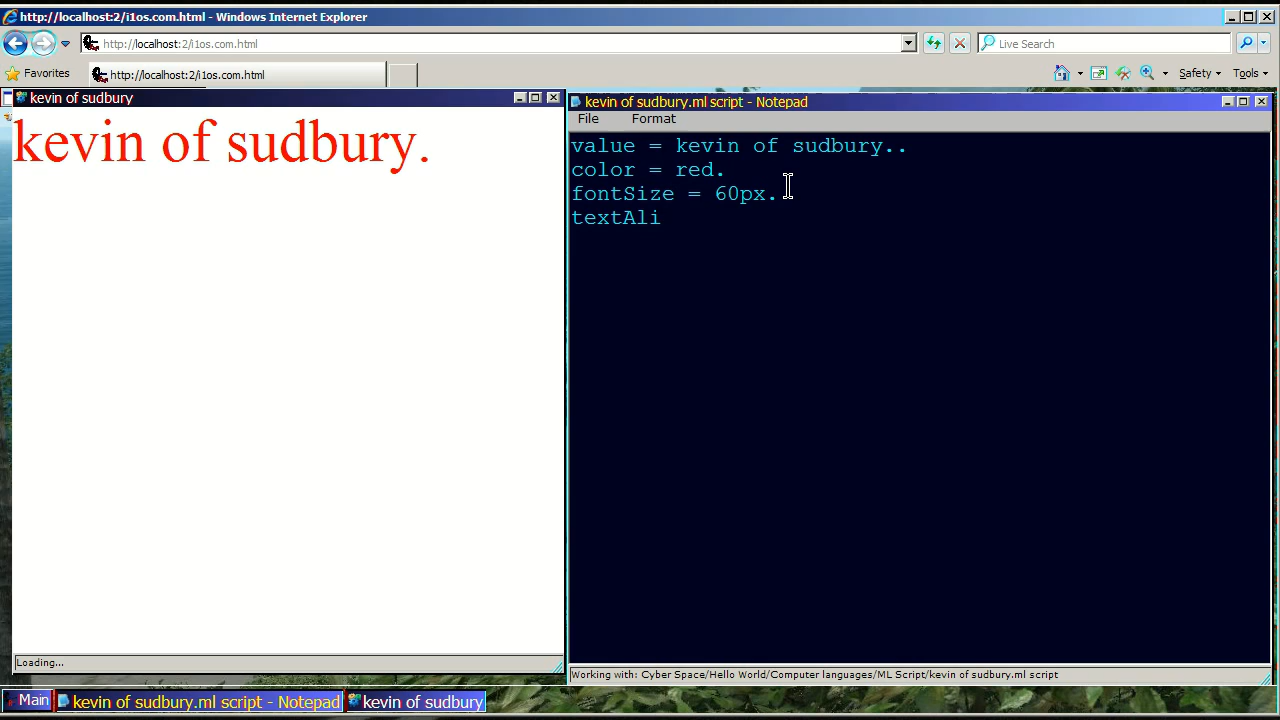 http://localhost:2/i1os.com.html - Windows Internet Explorer
http://localhost:2/i1os.com.html
Live Search
Favorites
http://localhost:2/i1os.com.html
Safety
Tools
kevin of sudbury
kevin of sudbury.
Loading...
kevin of sudbury.ml script - Notepad
File Format
value = kevin of sudbury..
color = red.
fontSize = 60px.
textAli
Working with: Cyber Space/Hello World/Computer languages/ML Script/kevin of sudbury.ml script
Main
kevin of sudbury.ml script - Notepad
kevin of sudbury